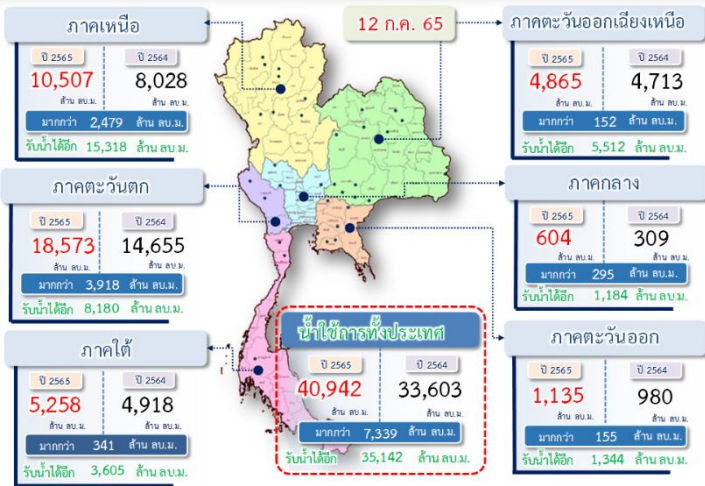 ภาคเหนือ
ปี 2565 ปี 2564
10,507 8,028
ล้าน ลบ.ม. ล้าน ลบ.ม.
มากกว่า 2,479 ล้าน ลบ.ม.
รับน้ำได้อีก 15,318 ล้าน ลบ.ม.
12 ก.ค. 65
ภาคตะวันออกเฉียงเหนือ
ปี 2565 ปี 2564
4,865 4,713
ล้าน ลบ.ม. ล้าน ลบ.ม.
มากกว่า 152 ล้าน ลบ.ม.
รับน้ำได้อีก 5,512 ล้าน ลบ.ม.
ภาคตะวันตก
ปี 2565 ปี 2564
18,573 14,655
ล้าน ลบ.ม. ล้าน ลบ.ม.
มากกว่า 3,918 ล้าน ลบ.ม.
รับน้ำได้อีก 8,180 ล้าน ลบ.ม.
ภาคกลาง
ปี 2565 ปี 2564
604 309
ล้าน ลบ.ม. ล้าน ลบ.ม.
มากกว่า 295 ล้าน ลบ.ม.
รับน้ำได้อีก 1,184 ล้าน ลบ.ม.
ภาคใต้
ปี 2565 ปี 2564
5,258 4,918
ล้าน ลบ.ม. ล้าน ลบ.ม.
มากกว่า 341 ล้าน ลบ.ม.
รับน้ำได้อีก 3,605 ล้าน ลบ.ม.
น้ำใช้การทั้งประเทศ
ปี 2565 ปี 2564
40,942 33,603
ล้าน ลบ.ม. ล้าน ลบ.ม.
มากกว่า 7,339 ล้าน ลบ.ม.
รับน้ำได้อีก 35,142 ล้าน ลบ.ม.
ภาคตะวันออก
ปี 2565 ปี 2564
1,135 980
ล้าน ลบ.ม. ล้าน ลบ.ม.
มากกว่า 155 ล้าน ลบ.ม.
รับน้ำได้อีก 1,344 ล้าน ลบ.ม.